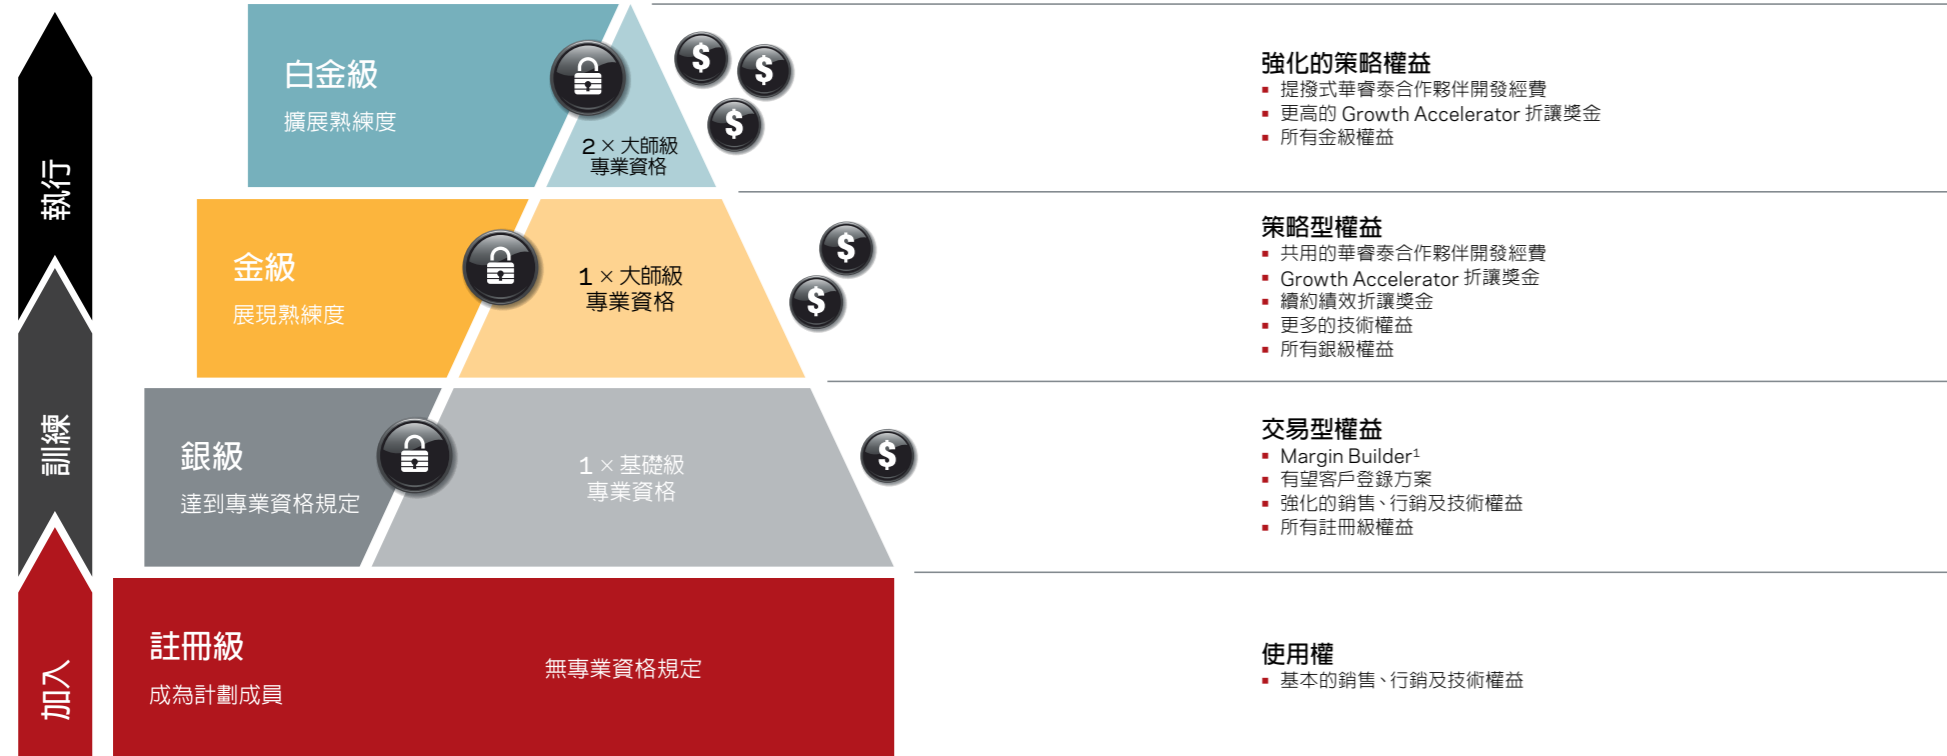 白金級
擴展熟練度
2 × 大師級
專業資格
強化的策略權益
▪ 提撥式華睿泰合作夥伴開發經費
▪ 更高的 Growth Accelerator 折讓獎金
▪ 所有金級權益
執行
金級
展現熟練度
1 × 大師級
專業資格
策略型權益
▪ 共用的華睿泰合作夥伴開發經費
▪ Growth Accelerator 折讓獎金
▪ 續約績效折讓獎金
▪ 更多的技術權益
▪ 所有銀級權益
訓練
銀級
達到專業資格規定
1 × 基礎級
專業資格
交易型權益
▪ Margin Builder¹
▪ 有望客戶登錄方案
▪ 強化的銷售、行銷及技術權益
▪ 所有註冊級權益
加入
註冊級
成為計劃成員
無專業資格規定
使用權
▪ 基本的銷售、行銷及技術權益